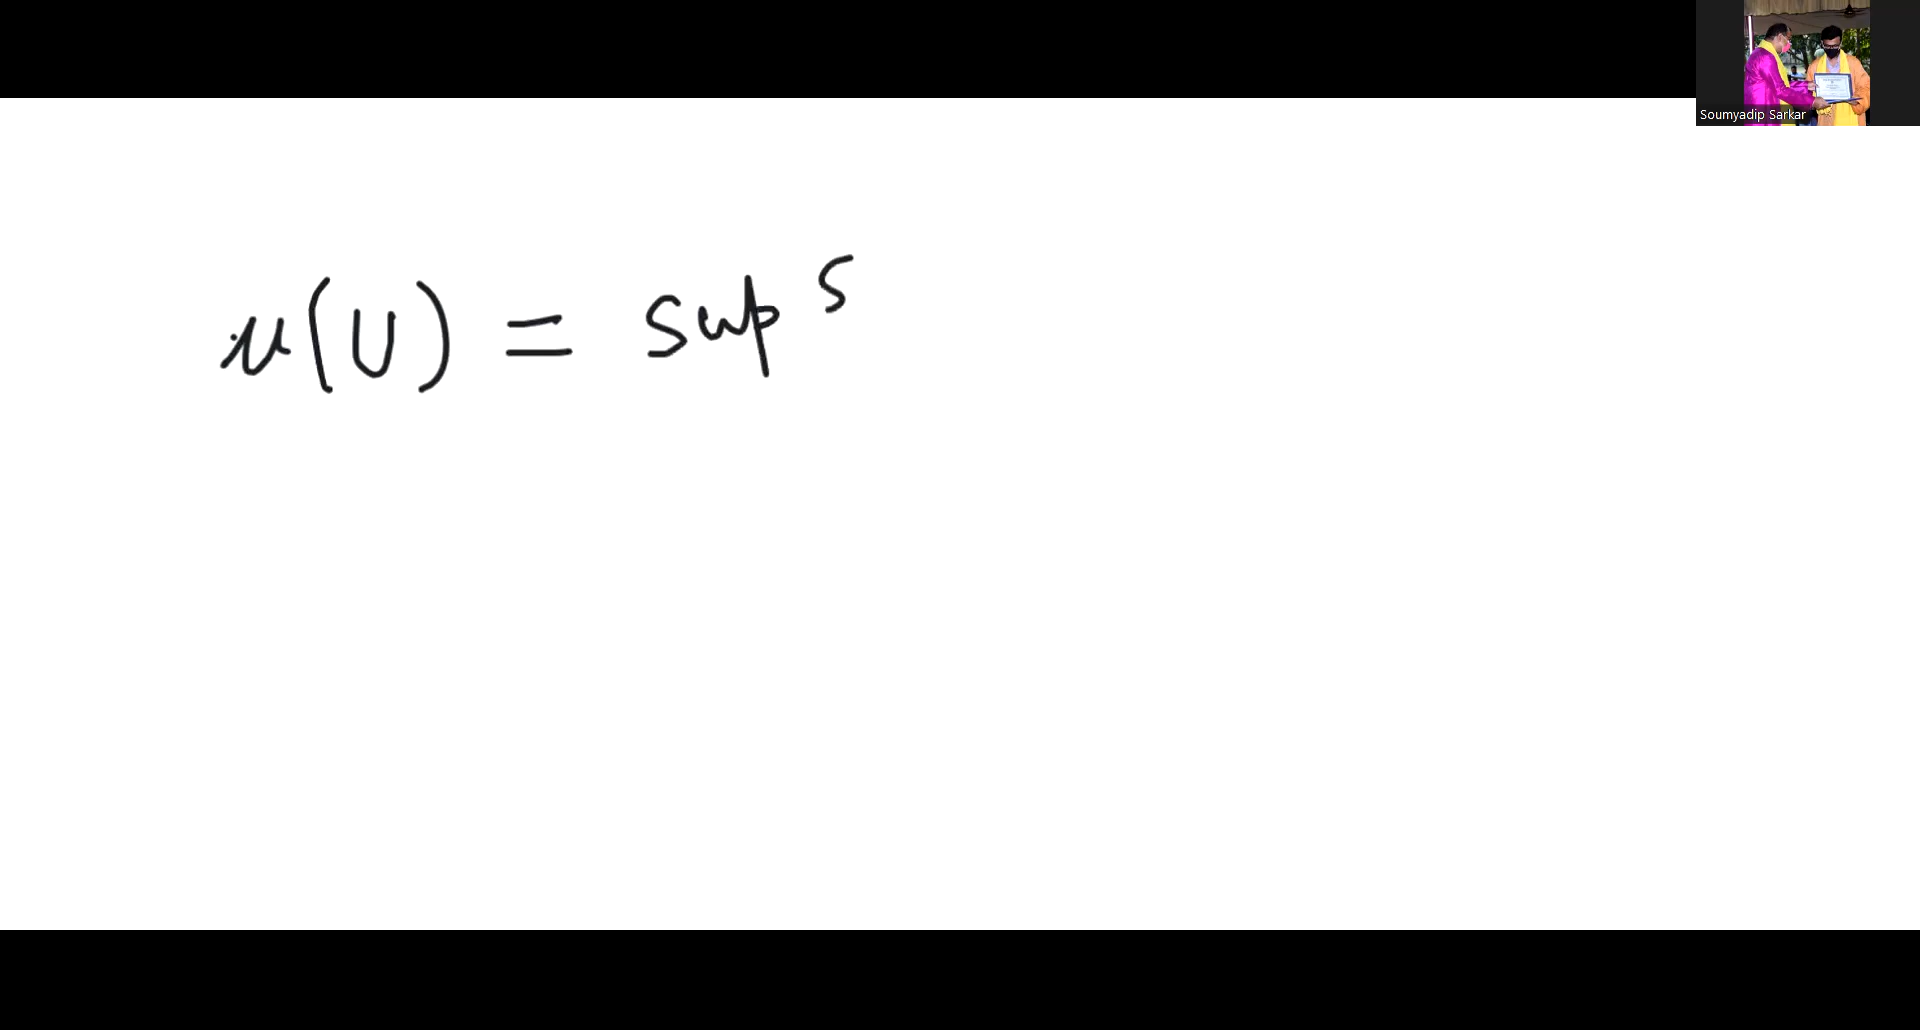 Soumyadip Sarkar
μ(U) = sup s